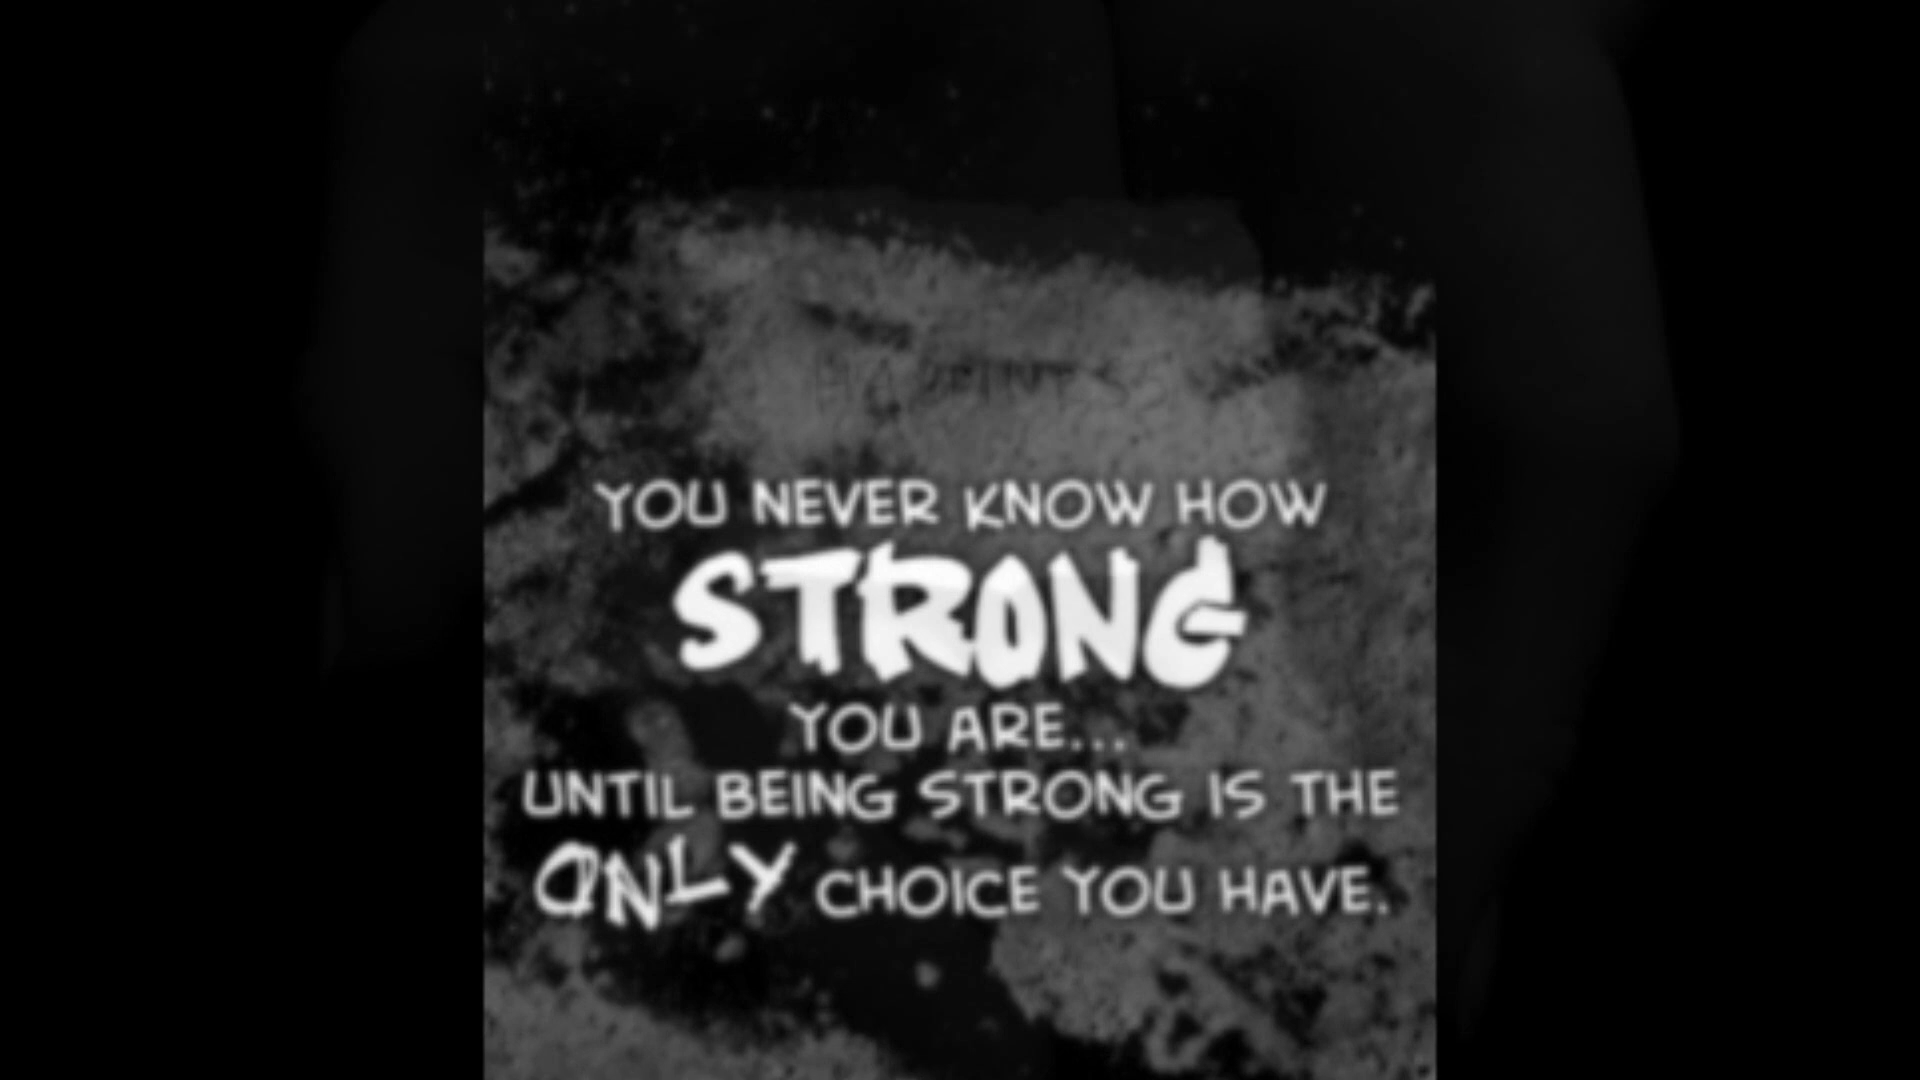 YOU NEVER KNOW HOW
STRONG
YOU ARE...
UNTIL BEING STRONG IS THE
ONLY CHOICE YOU HAVE.